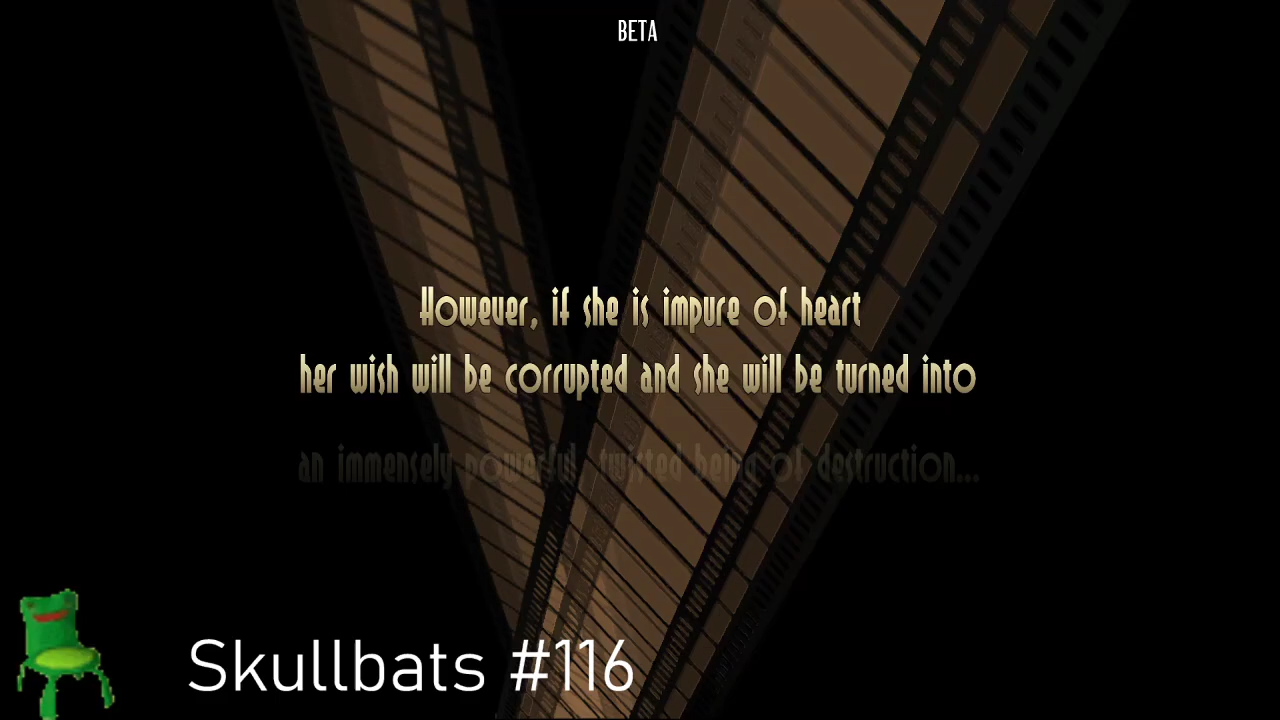 BETA
However, if she is impure of heart
her wish will be corrupted and she will be turned into
an immensely powerful, twisted being of destruction...
Skullbats #116